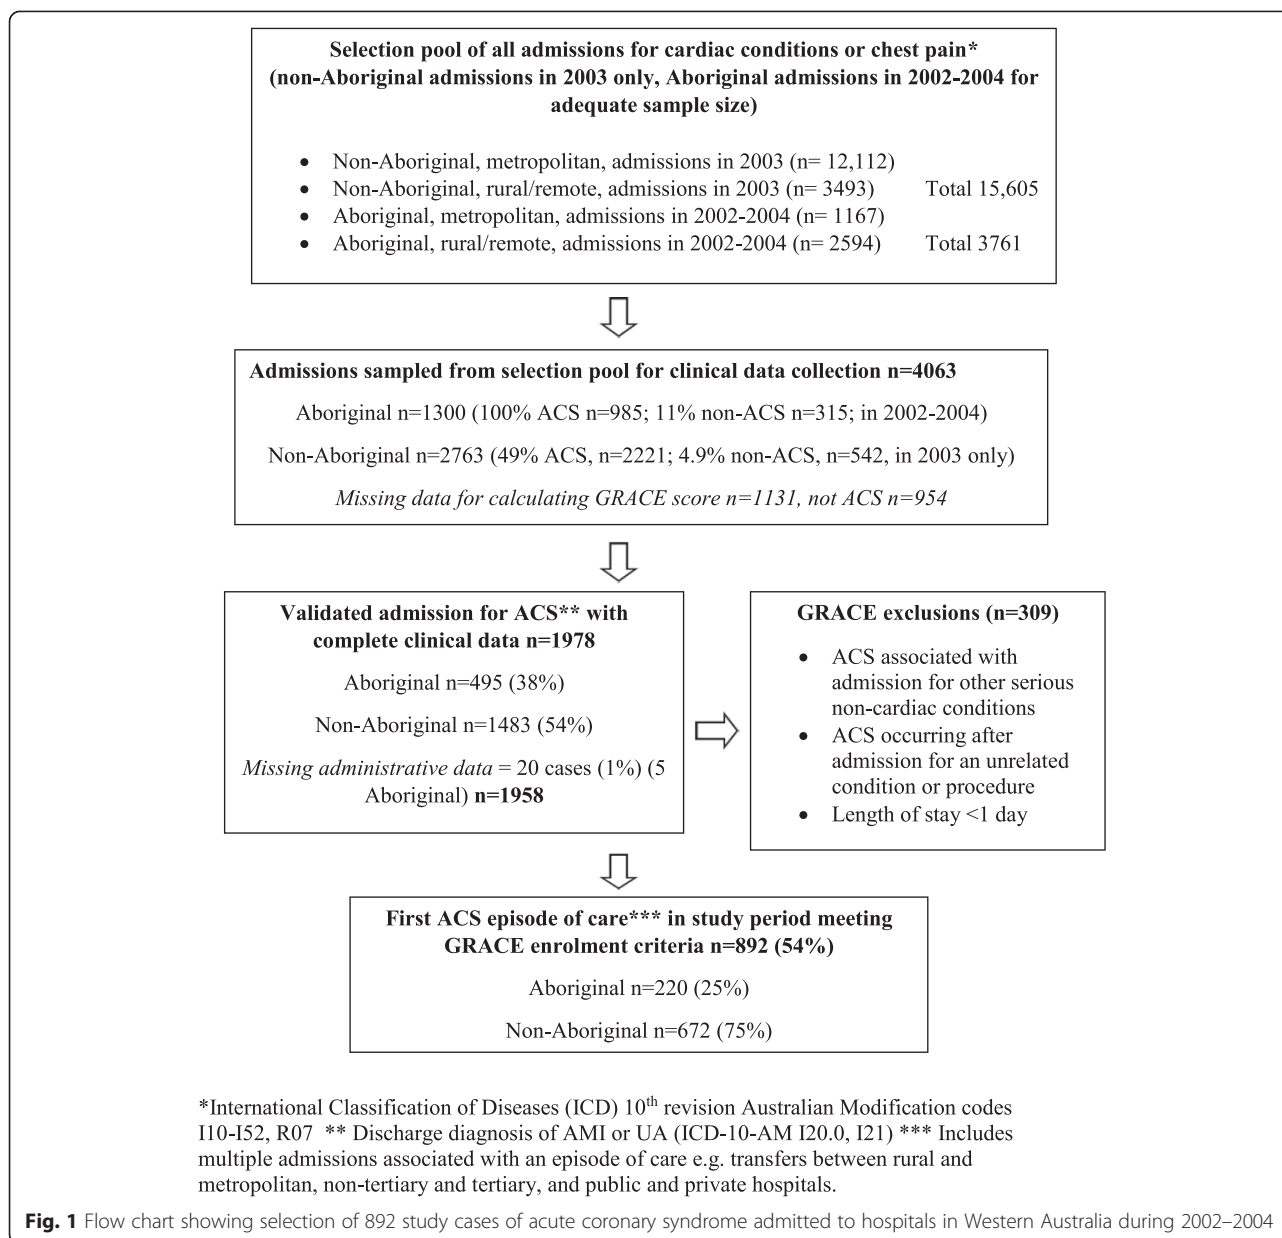 Selection pool of all admissions for cardiac conditions or chest pain*
(non-Aboriginal admissions in 2003 only, Aboriginal admissions in 2002-2004 for
adequate sample size)
• Non-Aboriginal, metropolitan, admissions in 2003 (n= 12,112)
• Non-Aboriginal, rural/remote, admissions in 2003 (n= 3493) Total 15,605
• Aboriginal, metropolitan, admissions in 2002-2004 (n= 1167)
• Aboriginal, rural/remote, admissions in 2002-2004 (n= 2594) Total 3761
Admissions sampled from selection pool for clinical data collection n=4063
Aboriginal n=1300 (100% ACS n=985; 11% non-ACS n=315; in 2002-2004)
Non-Aboriginal n=2763 (49% ACS, n=2221; 4.9% non-ACS, n=542, in 2003 only)
Missing data for calculating GRACE score n=1131, not ACS n=954
Validated admission for ACS** with
complete clinical data n=1978
Aboriginal n=495 (38%)
Non-Aboriginal n=1483 (54%)
Missing administrative data = 20 cases (1%) (5
Aboriginal) n=1958
GRACE exclusions (n=309)
• ACS associated with
admission for other serious
non-cardiac conditions
• ACS occurring after
admission for an unrelated
condition or procedure
• Length of stay <1 day
First ACS episode of care*** in study period meeting
GRACE enrolment criteria n=892 (54%)
Aboriginal n=220 (25%)
Non-Aboriginal n=672 (75%)
*International Classification of Diseases (ICD) 10th revision Australian Modification codes
I10-I52, R07 ** Discharge diagnosis of AMI or UA (ICD-10-AM I20.0, I21) *** Includes
multiple admissions associated with an episode of care e.g. transfers between rural and
metropolitan, non-tertiary and tertiary, and public and private hospitals.
Fig. 1 Flow chart showing selection of 892 study cases of acute coronary syndrome admitted to hospitals in Western Australia during 2002–2004